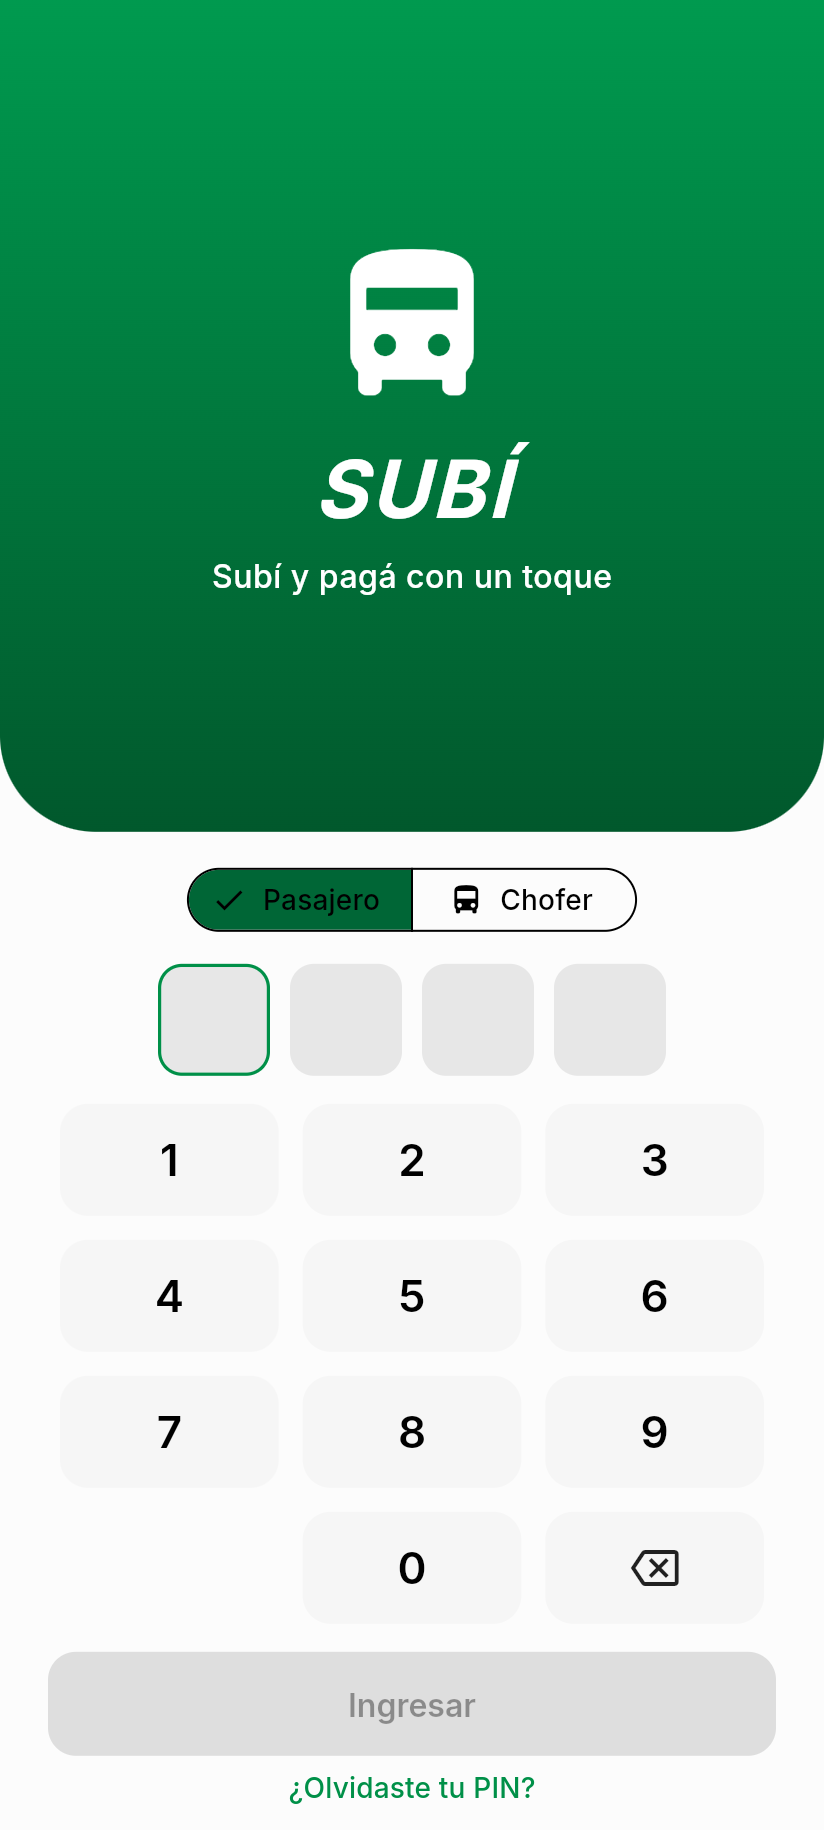 SUBÍ
Subí y pagá con un toque
Pasajero Chofer
1 2 3
4 5 6
7 8 9
0
Ingresar
¿Olvidaste tu PIN?